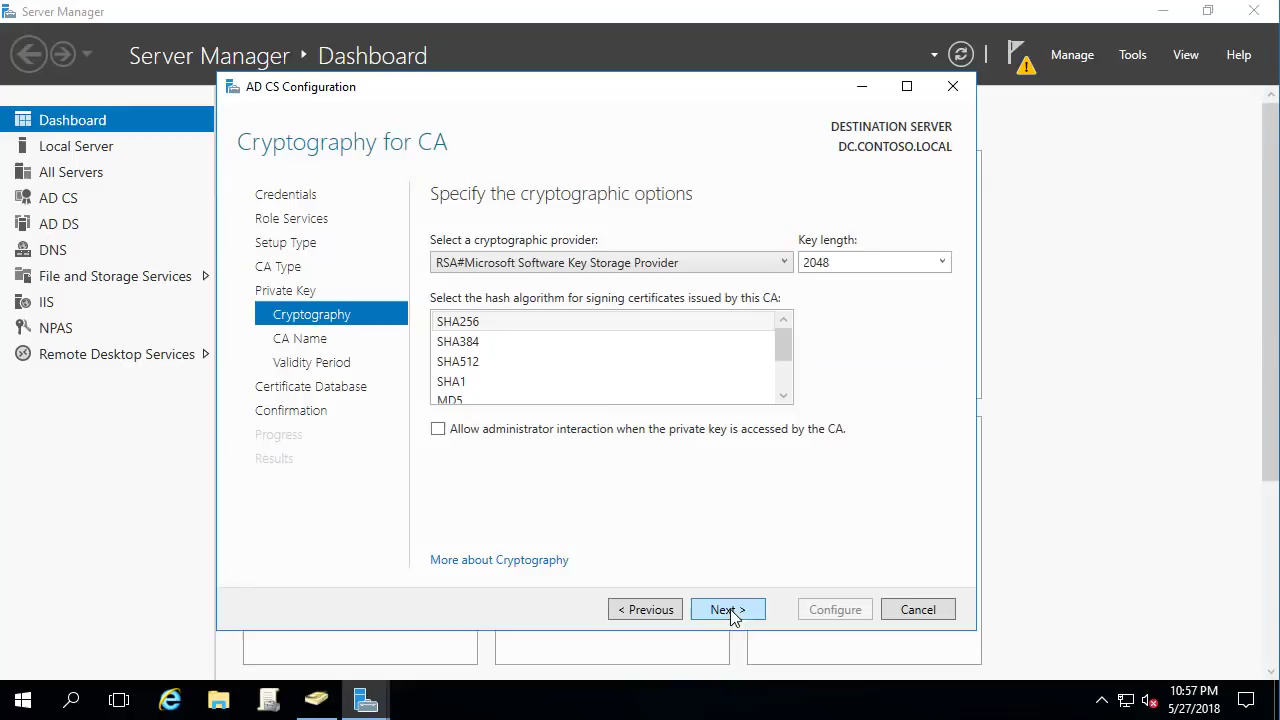 Server Manager
Server Manager ‣ Dashboard
Manage
Tools
View
Help
Dashboard
Local Server
All Servers
AD CS
AD DS
DNS
File and Storage Services
IIS
NPAS
Remote Desktop Services
AD CS Configuration
Cryptography for CA
DESTINATION SERVER
DC.CONTOSO.LOCAL
Credentials
Role Services
Setup Type
CA Type
Private Key
Cryptography
CA Name
Validity Period
Certificate Database
Confirmation
Progress
Results
Specify the cryptographic options
Select a cryptographic provider:
Key length:
RSA#Microsoft Software Key Storage Provider
2048
Select the hash algorithm for signing certificates issued by this CA:
SHA256
SHA384
SHA512
SHA1
MD5
Allow administrator interaction when the private key is accessed by the CA.
More about Cryptography
< Previous
Next >
Configure
Cancel
10:57 PM
5/27/2018